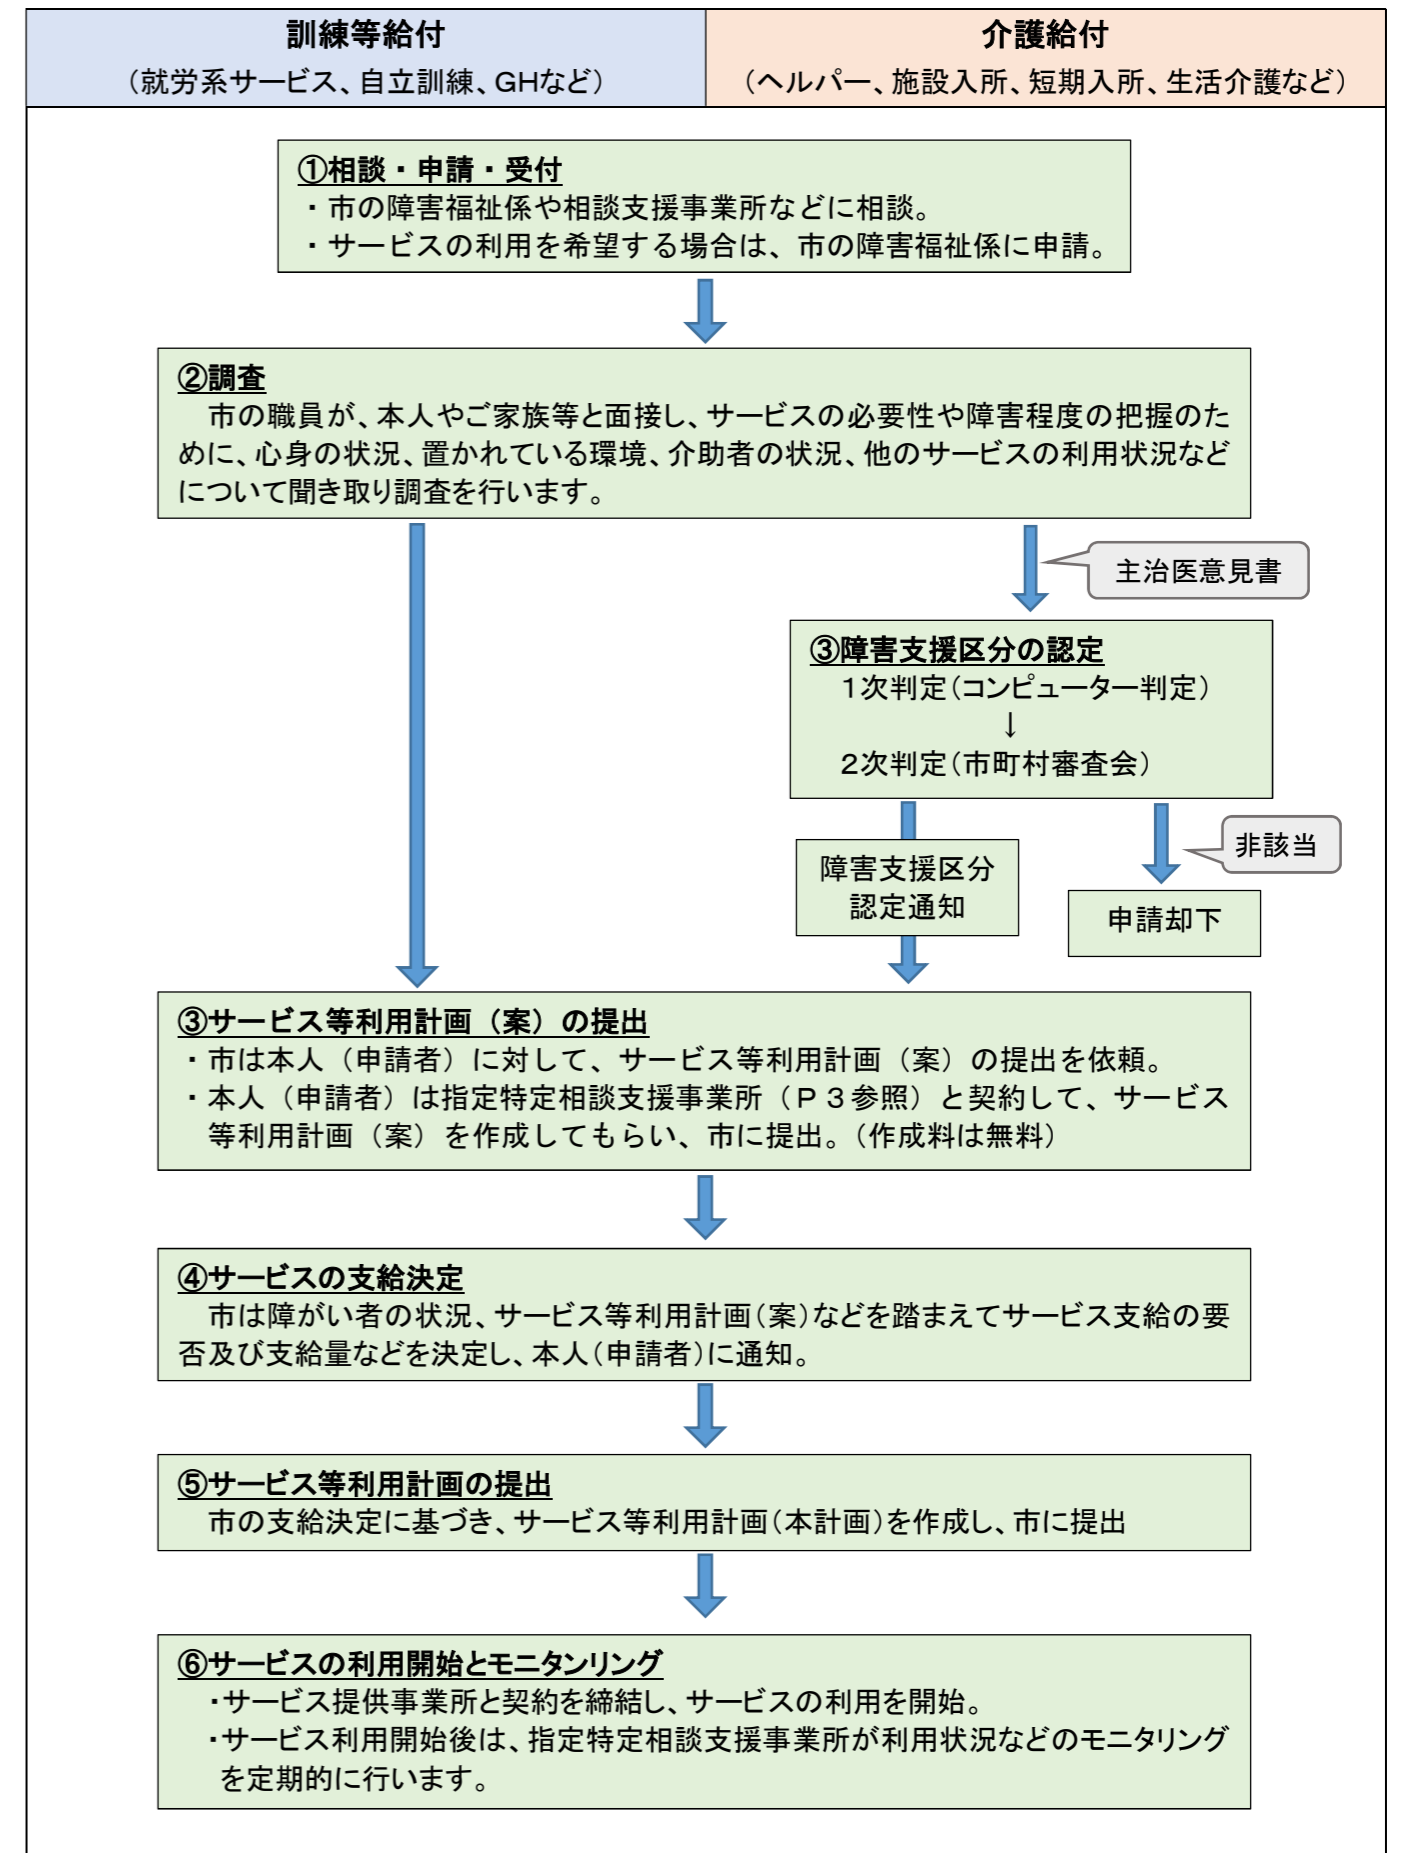 訓練等給付
（就労系サービス、自立訓練、GHなど）
介護給付
（ヘルパー、施設入所、短期入所、生活介護など）
①相談・申請・受付
・市の障害福祉係や相談支援事業所などに相談。
・サービスの利用を希望する場合は、市の障害福祉係に申請。
②調査
市の職員が、本人やご家族等と面接し、サービスの必要性や障害程度の把握のた
めに、心身の状況、置かれている環境、介助者の状況、他のサービスの利用状況など
について聞き取り調査を行います。
主治医意見書
③障害支援区分の認定
１次判定（コンピューター判定）
↓
２次判定（市町村審査会）
非該当
障害支援区分
認定通知
申請却下
③サービス等利用計画（案）の提出
・市は本人（申請者）に対して、サービス等利用計画（案）の提出を依頼。
・本人（申請者）は指定特定相談支援事業所（Ｐ３参照）と契約して、サービス
等利用計画（案）を作成してもらい、市に提出。（作成料は無料）
④サービスの支給決定
市は障がい者の状況、サービス等利用計画（案）などを踏まえてサービス支給の要
否及び支給量などを決定し、本人（申請者）に通知。
⑤サービス等利用計画の提出
市の支給決定に基づき、サービス等利用計画（本計画）を作成し、市に提出
⑥サービスの利用開始とモニタンリング
・サービス提供事業所と契約を締結し、サービスの利用を開始。
・サービス利用開始後は、指定特定相談支援事業所が利用状況などのモニタリング
を定期的に行います。